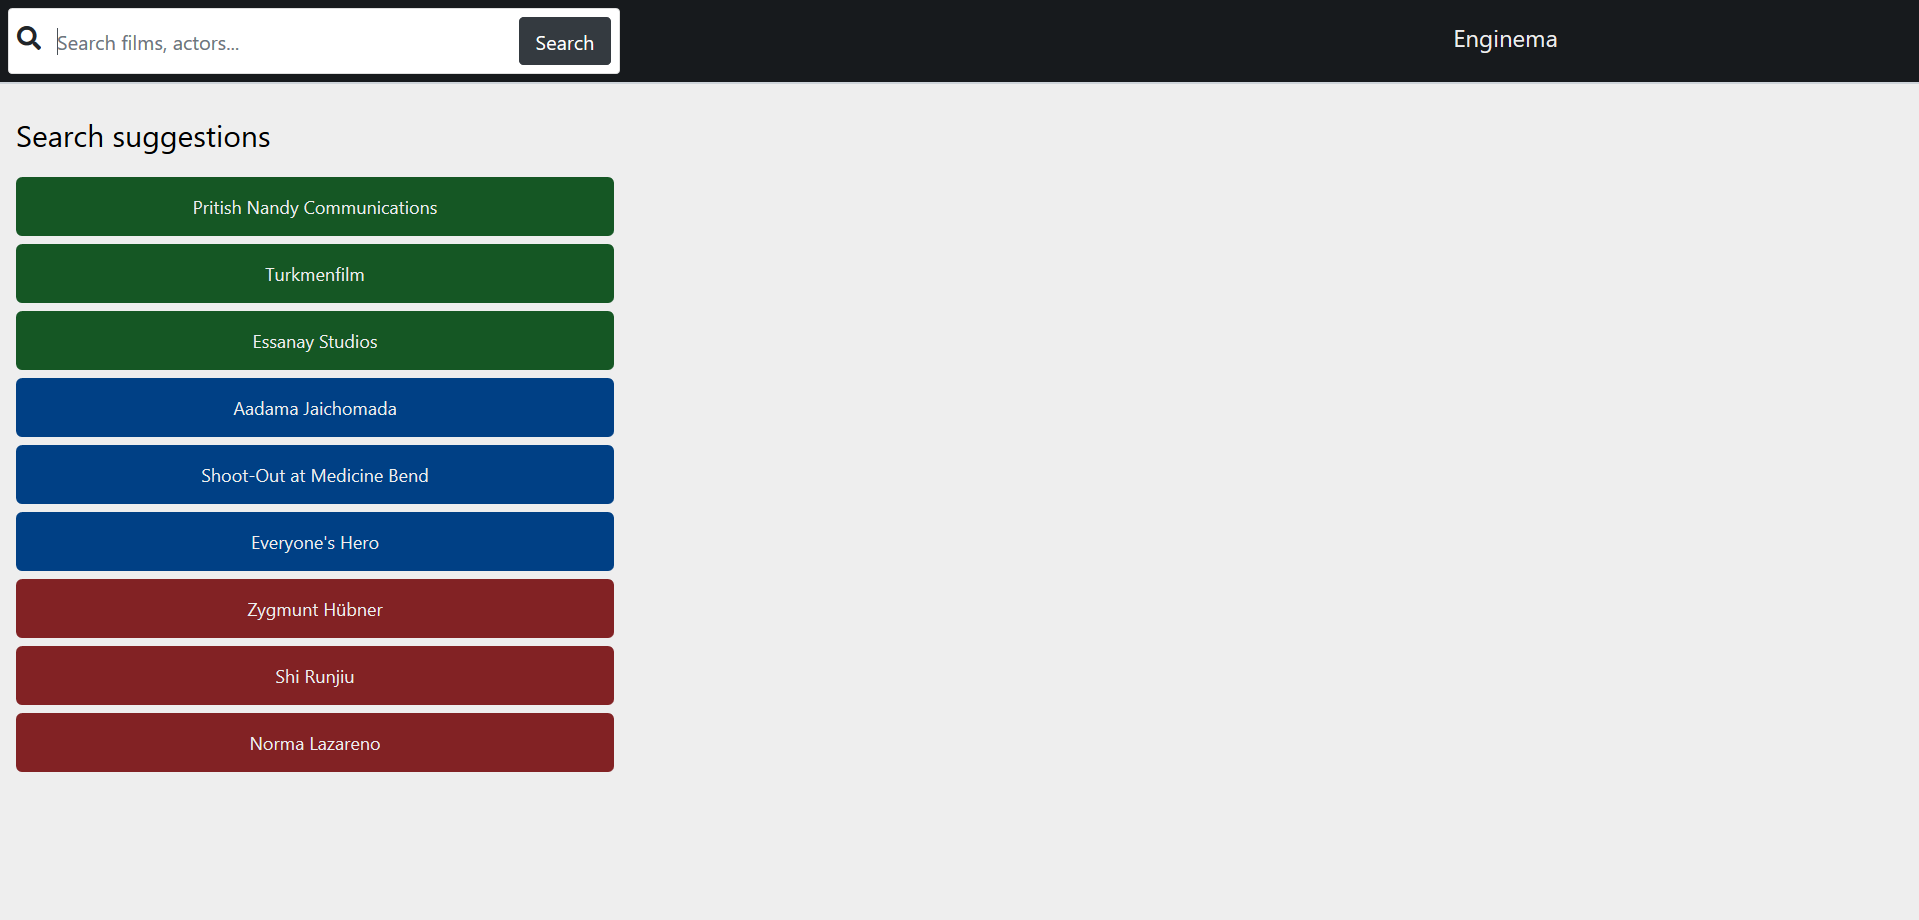 Search films, actors...
Search
Enginema
Search suggestions
Pritish Nandy Communications
Turkmenfilm
Essanay Studios
Aadama Jaichomada
Shoot-Out at Medicine Bend
Everyone's Hero
Zygmunt Hübner
Shi Runjiu
Norma Lazareno